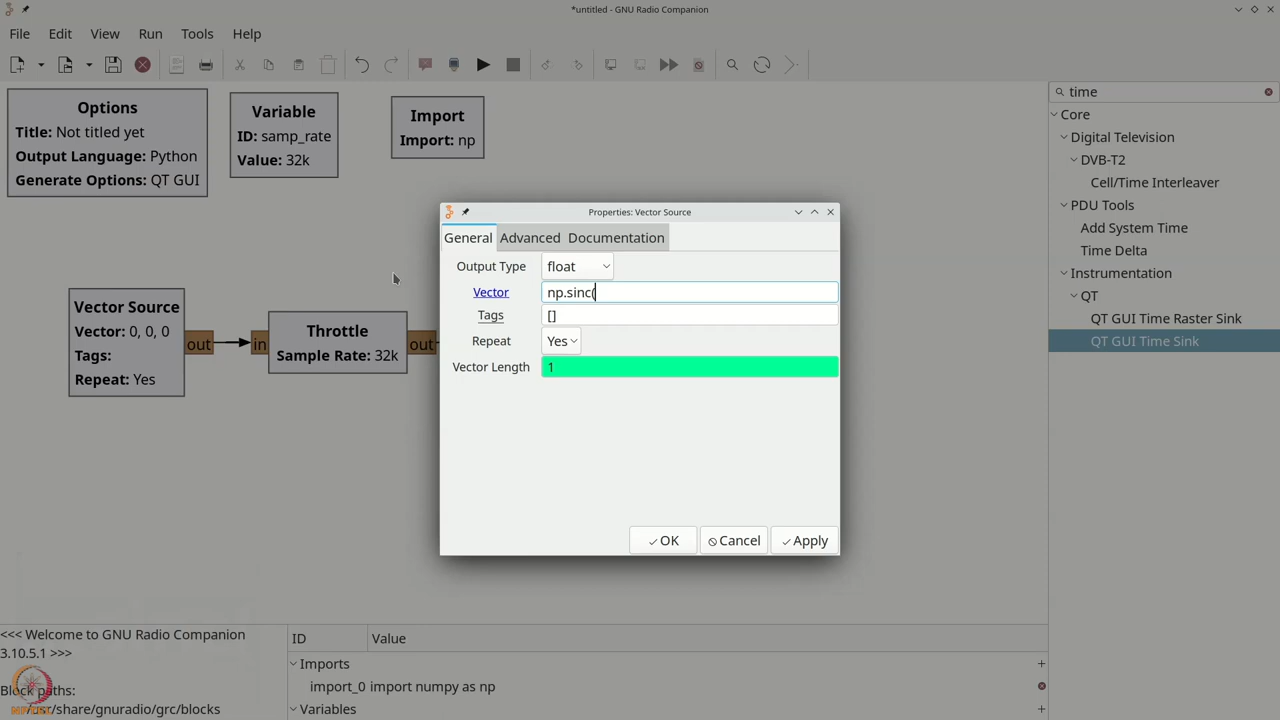 *untitled - GNU Radio Companion
File Edit View Run Tools Help
Options
Title: Not titled yet
Output Language: Python
Generate Options: QT GUI
Variable
ID: samp_rate
Value: 32k
Import
Import: np
time
Core
Digital Television
DVB-T2
Cell/Time Interleaver
PDU Tools
Add System Time
Time Delta
Instrumentation
QT
QT GUI Time Raster Sink
QT GUI Time Sink
Vector Source
Vector: 0, 0, 0
Tags:
Repeat: Yes
out
in
Throttle
Sample Rate: 32k
out
Properties: Vector Source
General Advanced Documentation
Output Type float
Vector np.sinc(
Tags []
Repeat Yes
Vector Length 1
OK Cancel Apply
<<< Welcome to GNU Radio Companion
3.10.5.1 >>>
Block paths:
/usr/share/gnuradio/grc/blocks
ID Value
Imports
import_0 import numpy as np
Variables
NPTEL